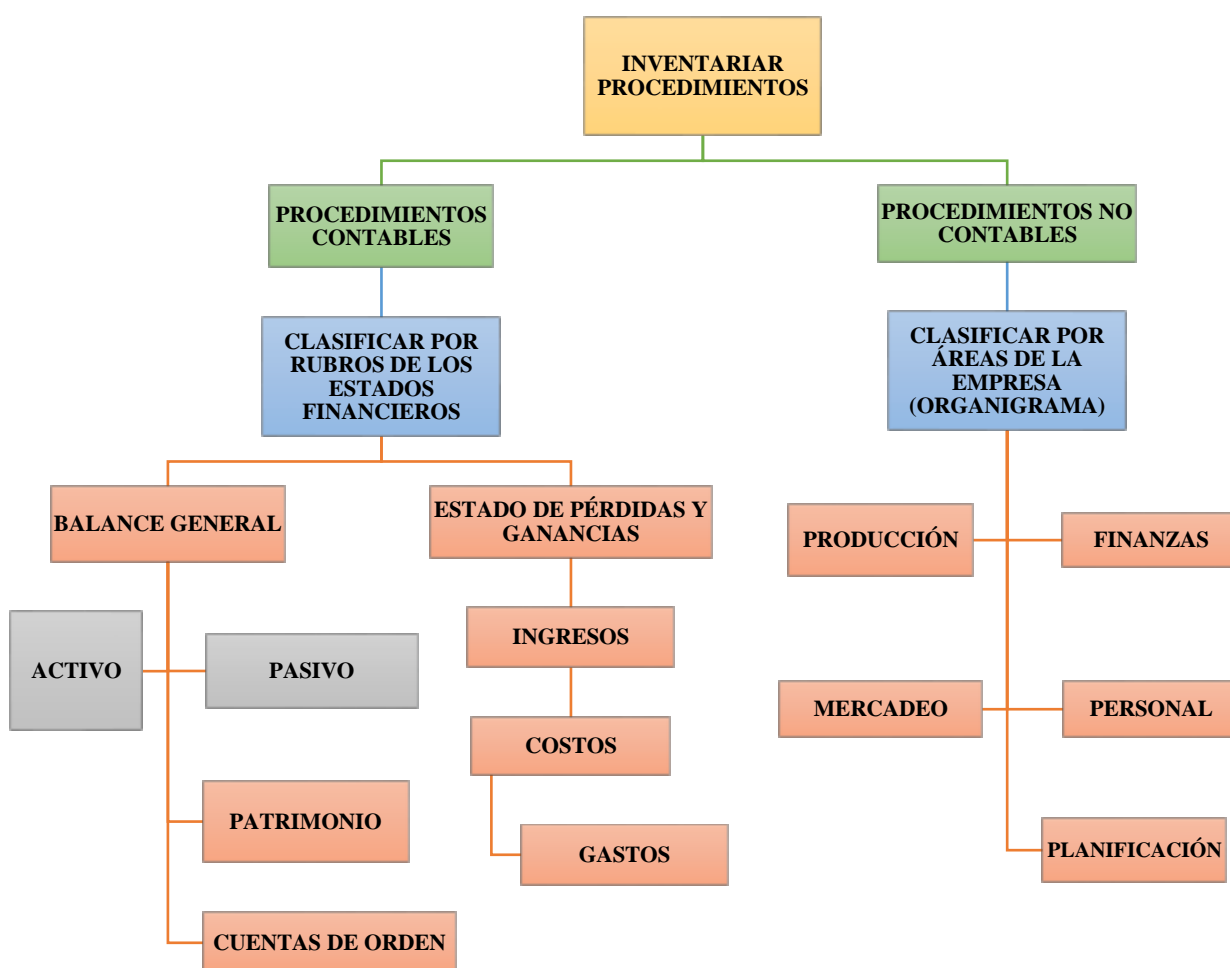 INVENTARIAR
PROCEDIMIENTOS
PROCEDIMIENTOS
CONTABLES
PROCEDIMIENTOS NO
CONTABLES
CLASIFICAR POR
RUBROS DE LOS
ESTADOS
FINANCIEROS
CLASIFICAR POR
ÁREAS DE LA
EMPRESA
(ORGANIGRAMA)
BALANCE GENERAL
ESTADO DE PÉRDIDAS Y
GANANCIAS
PRODUCCIÓN
FINANZAS
ACTIVO
PASIVO
INGRESOS
MERCADEO
PERSONAL
COSTOS
PATRIMONIO
GASTOS
PLANIFICACIÓN
CUENTAS DE ORDEN